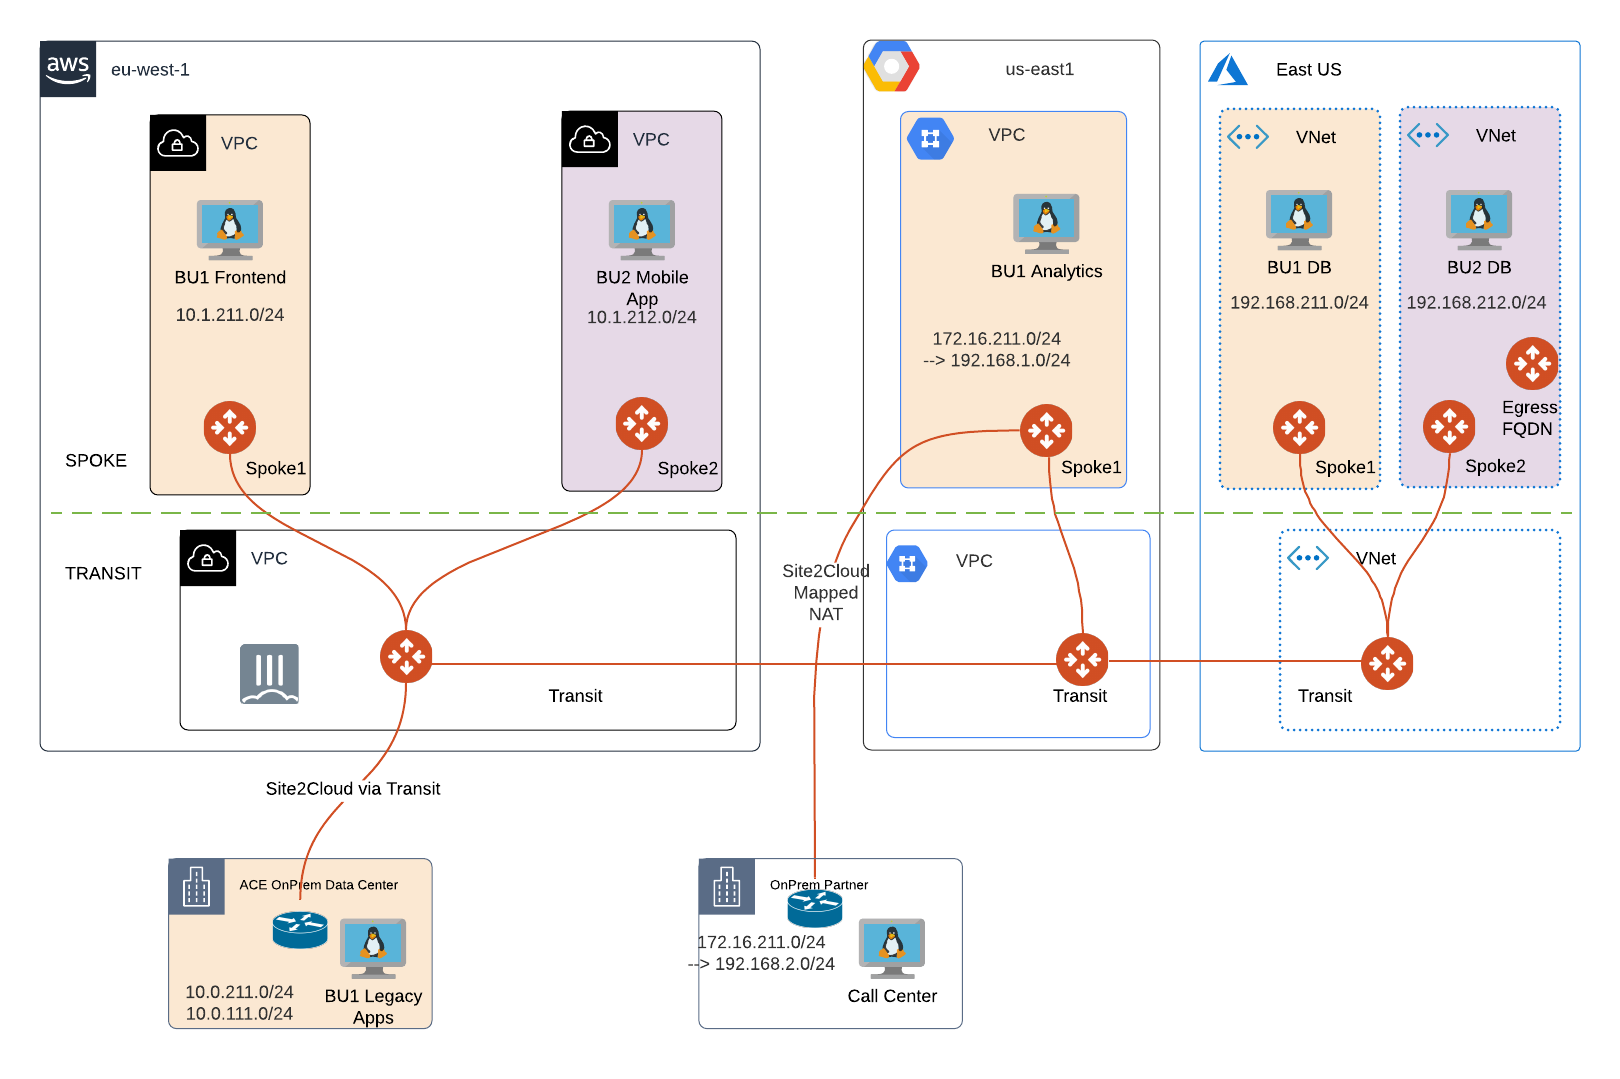 aws
eu-west-1
VPC
BU1 Frontend
10.1.211.0/24
Spoke1
VPC
BU2 Mobile
App
10.1.212.0/24
Spoke2
SPOKE
TRANSIT
VPC
Transit
us-east1
VPC
BU1 Analytics
172.16.211.0/24
--> 192.168.1.0/24
Spoke1
VPC
Transit
Site2Cloud
Mapped
NAT
East US
VNet
BU1 DB
192.168.211.0/24
Spoke1
VNet
BU2 DB
192.168.212.0/24
Egress
FQDN
Spoke2
VNet
Transit
Site2Cloud via Transit
ACE OnPrem Data Center
10.0.211.0/24
10.0.111.0/24
BU1 Legacy
Apps
OnPrem Partner
172.16.211.0/24
--> 192.168.2.0/24
Call Center